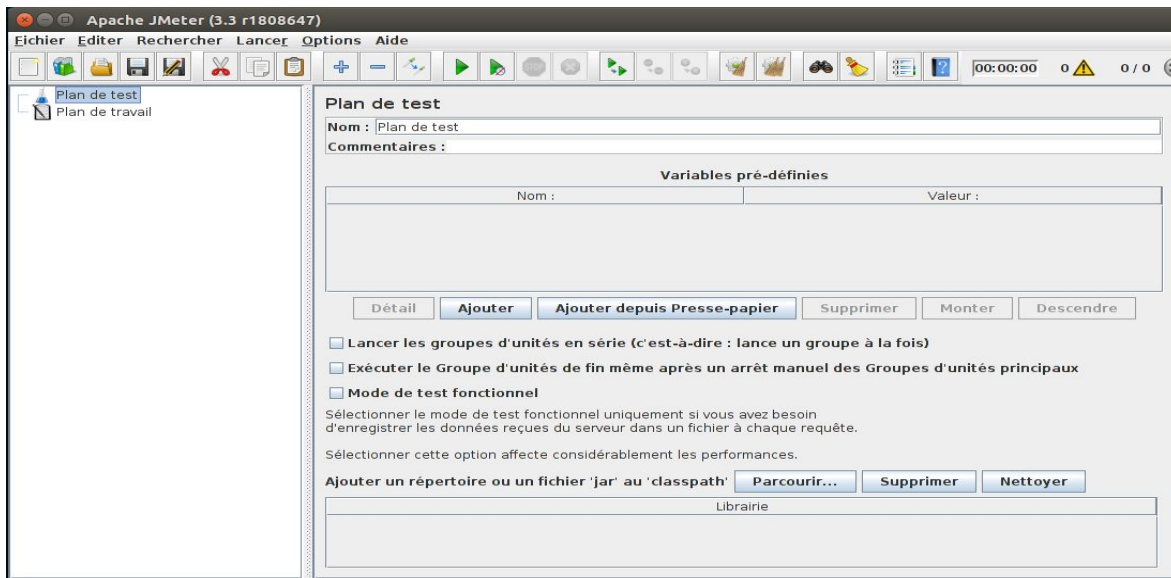 Apache JMeter (3.3 r1808647)
Fichier Editer Rechercher Lancer Options Aide
00:00:00 0 0 / 0
Plan de test
Plan de travail
Plan de test
Nom : Plan de test
Commentaires :
Variables pré-définies
Nom : Valeur :
Détail Ajouter Ajouter depuis Presse-papier Supprimer Monter Descendre
Lancer les groupes d'unités en série (c'est-à-dire : lance un groupe à la fois)
Exécuter le Groupe d'unités de fin même après un arrêt manuel des Groupes d'unités principaux
Mode de test fonctionnel
Sélectionner le mode de test fonctionnel uniquement si vous avez besoin
d'enregistrer les données reçues du serveur dans un fichier à chaque requête.
Sélectionner cette option affecte considérablement les performances.
Ajouter un répertoire ou un fichier 'jar' au 'classpath' Parcourir... Supprimer Nettoyer
Librairie